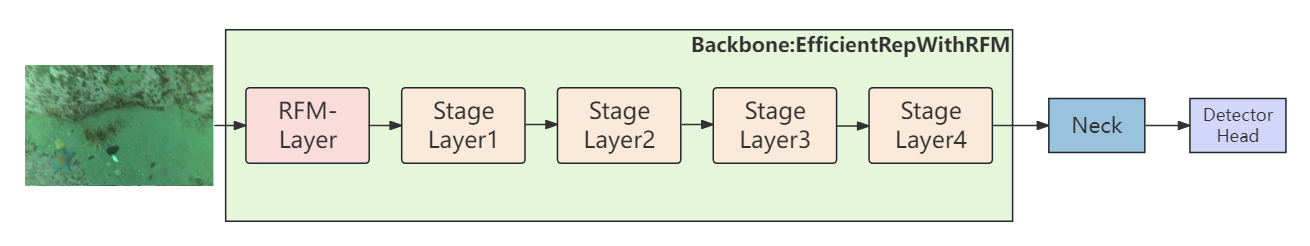 Backbone:EfficientRepWithRFM
RFM-
Layer
Stage
Layer1
Stage
Layer2
Stage
Layer3
Stage
Layer4
Neck
Detector
Head